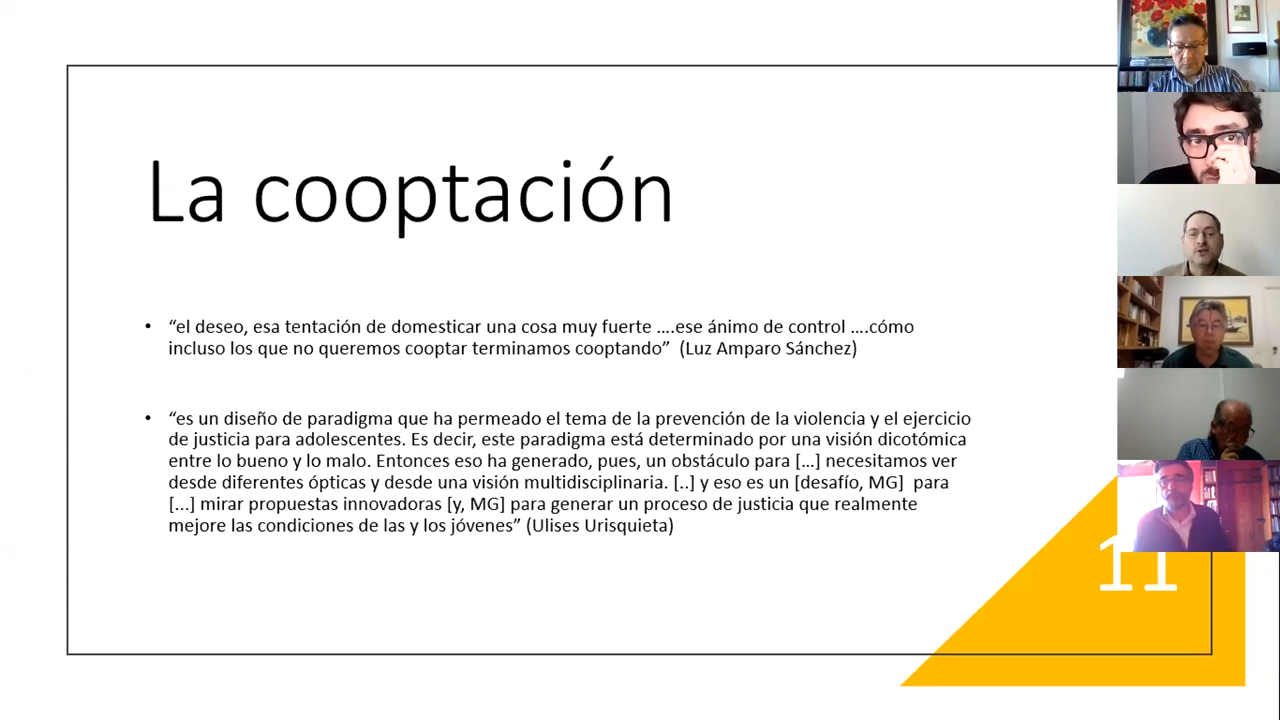 La cooptación
• “el deseo, esa tentación de domesticar una cosa muy fuerte ….ese ánimo de control ….cómo
incluso los que no queremos cooptar terminamos cooptando”  (Luz Amparo Sánchez)
• “es un diseño de paradigma que ha permeado el tema de la prevención de la violencia y el ejercicio
de justicia para adolescentes. Es decir, este paradigma está determinado por una visión dicotómica
entre lo bueno y lo malo. Entonces eso ha generado, pues, un obstáculo para […] necesitamos ver
desde diferentes ópticas y desde una visión multidisciplinaria. [..] y eso es un [desafío, MG]  para
[...] mirar propuestas innovadoras [y, MG] para generar un proceso de justicia que realmente
mejore las condiciones de las y los jóvenes” (Ulises Urisquieta)
11